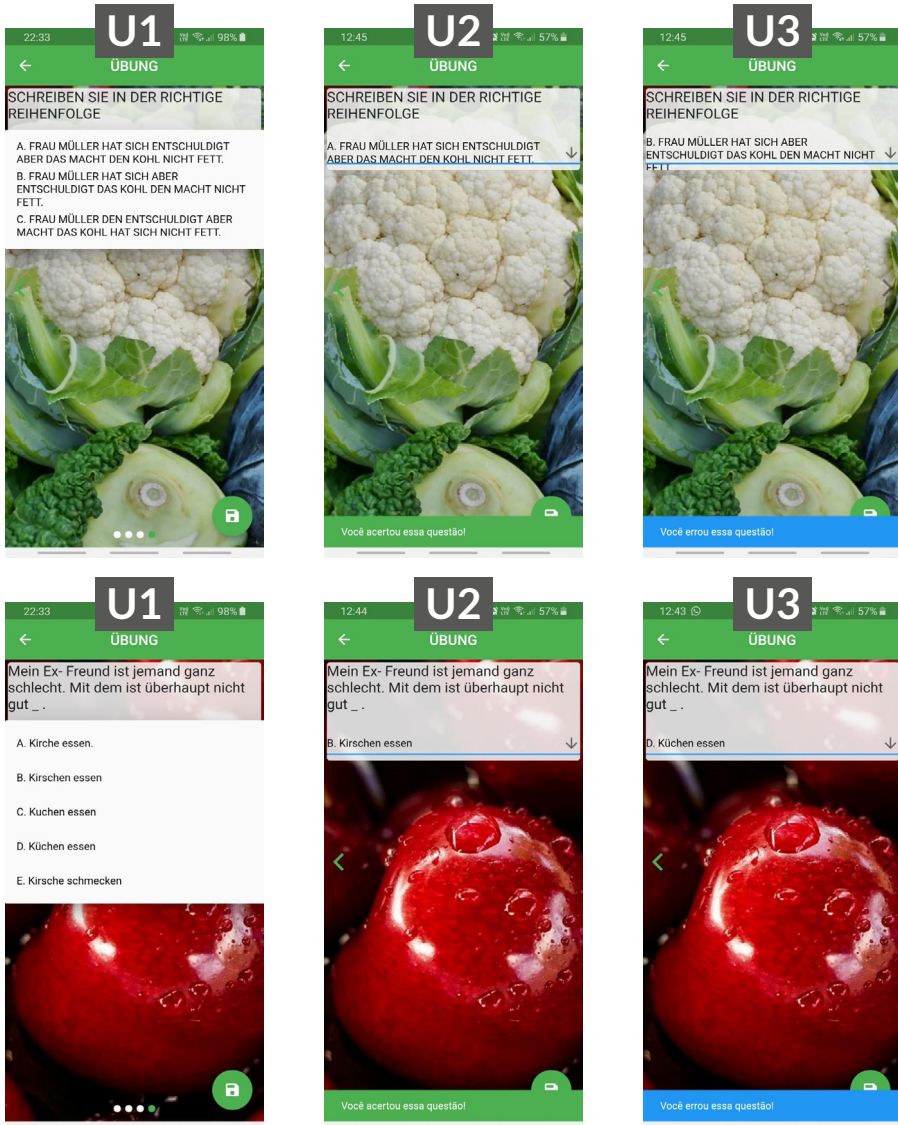 U1
22:33
98%
ÜBUNG
SCHREIBEN SIE IN DER RICHTIGE
REIHENFOLGE
A. FRAU MÜLLER HAT SICH ENTSCHULDIGT
ABER DAS MACHT DEN KOHL NICHT FETT.
B. FRAU MÜLLER HAT SICH ABER
ENTSCHULDIGT DAS KOHL DEN MACHT NICHT
FETT.
C. FRAU MÜLLER DEN ENTSCHULDIGT ABER
MACHT DAS KOHL HAT SICH NICHT FETT.
U2
12:45
57%
ÜBUNG
SCHREIBEN SIE IN DER RICHTIGE
REIHENFOLGE
A. FRAU MÜLLER HAT SICH ENTSCHULDIGT
ABER DAS MACHT DEN KOHL NICHT FETT.
Você acertou essa questão!
U3
12:45
57%
ÜBUNG
SCHREIBEN SIE IN DER RICHTIGE
REIHENFOLGE
B. FRAU MÜLLER HAT SICH ABER
ENTSCHULDIGT DAS KOHL DEN MACHT NICHT
FETT
Você errou essa questão!
U1
22:33
98%
ÜBUNG
Mein Ex- Freund ist jemand ganz
schlecht. Mit dem ist überhaupt nicht
gut _ .
A. Kirche essen.
B. Kirschen essen
C. Kuchen essen
D. Küchen essen
E. Kirsche schmecken
U2
12:44
57%
ÜBUNG
Mein Ex- Freund ist jemand ganz
schlecht. Mit dem ist überhaupt nicht
gut _ .
B. Kirschen essen
Você acertou essa questão!
U3
12:43
57%
ÜBUNG
Mein Ex- Freund ist jemand ganz
schlecht. Mit dem ist überhaupt nicht
gut _ .
D. Küchen essen
Você errou essa questão!